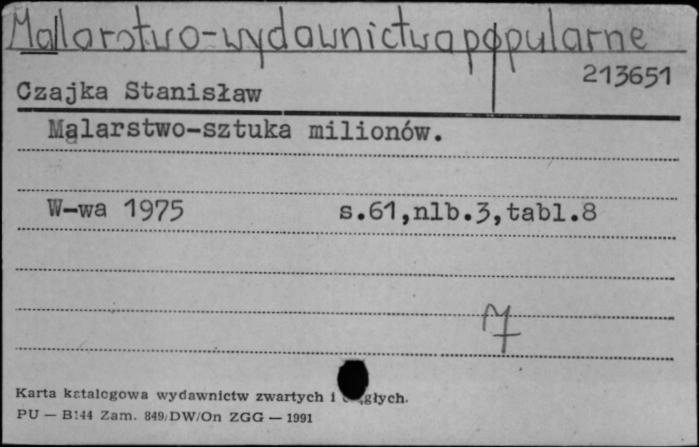 Malarstwo-wydawnictwa popularne
213651
Czajka Stanisław
Malarstwo-sztuka milionów.
W-wa 1975 s.61,nlb.3,tabl.8
Karta katalogowa wydawnictw zwartych i ciągłych.
PU — B144 Zam. 849/DW/On ZGG — 1991